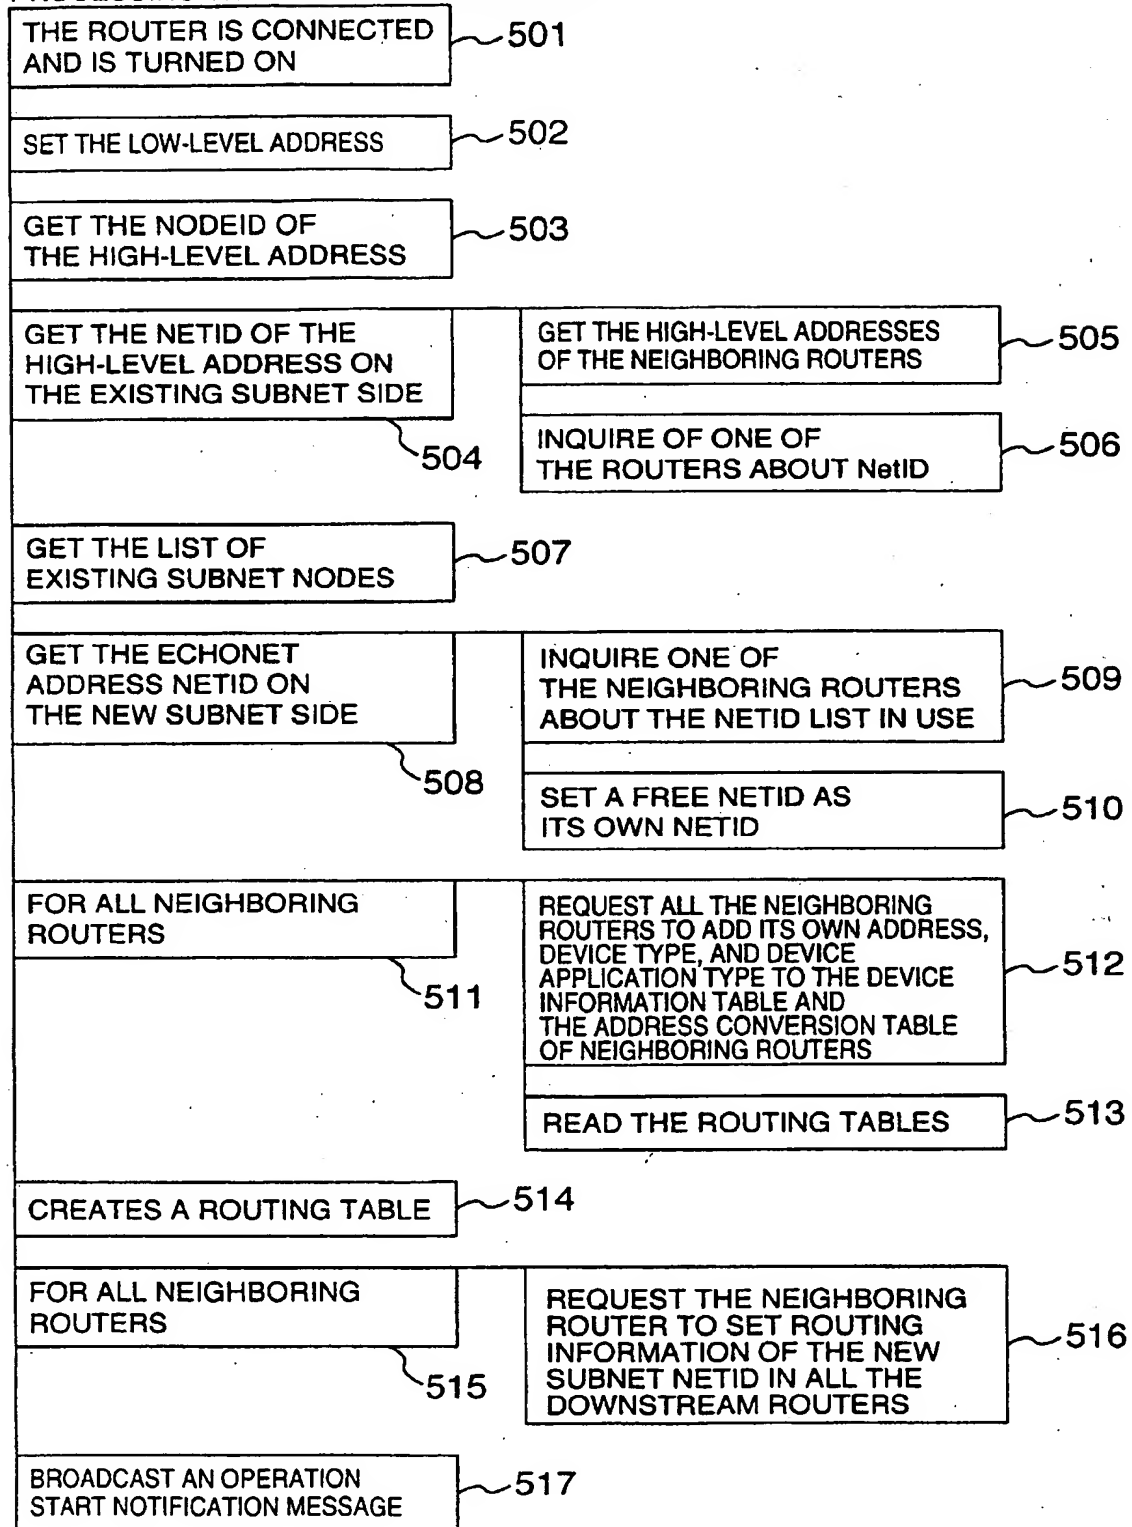 THE ROUTER IS CONNECTED
AND IS TURNED ON
501
SET THE LOW-LEVEL ADDRESS
502
GET THE NODEID OF
THE HIGH-LEVEL ADDRESS
503
GET THE NETID OF THE
HIGH-LEVEL ADDRESS ON
THE EXISTING SUBNET SIDE
504
GET THE HIGH-LEVEL ADDRESSES
OF THE NEIGHBORING ROUTERS
505
INQUIRE OF ONE OF
THE ROUTERS ABOUT NetID
506
GET THE LIST OF
EXISTING SUBNET NODES
507
GET THE ECHONET
ADDRESS NETID ON
THE NEW SUBNET SIDE
508
INQUIRE ONE OF
THE NEIGHBORING ROUTERS
ABOUT THE NETID LIST IN USE
509
SET A FREE NETID AS
ITS OWN NETID
510
FOR ALL NEIGHBORING
ROUTERS
511
REQUEST ALL THE NEIGHBORING
ROUTERS TO ADD ITS OWN ADDRESS,
DEVICE TYPE, AND DEVICE
APPLICATION TYPE TO THE DEVICE
INFORMATION TABLE AND
THE ADDRESS CONVERSION TABLE
OF NEIGHBORING ROUTERS
512
READ THE ROUTING TABLES
513
CREATES A ROUTING TABLE
514
FOR ALL NEIGHBORING
ROUTERS
515
REQUEST THE NEIGHBORING
ROUTER TO SET ROUTING
INFORMATION OF THE NEW
SUBNET NETID IN ALL THE
DOWNSTREAM ROUTERS
516
BROADCAST AN OPERATION
START NOTIFICATION MESSAGE
517